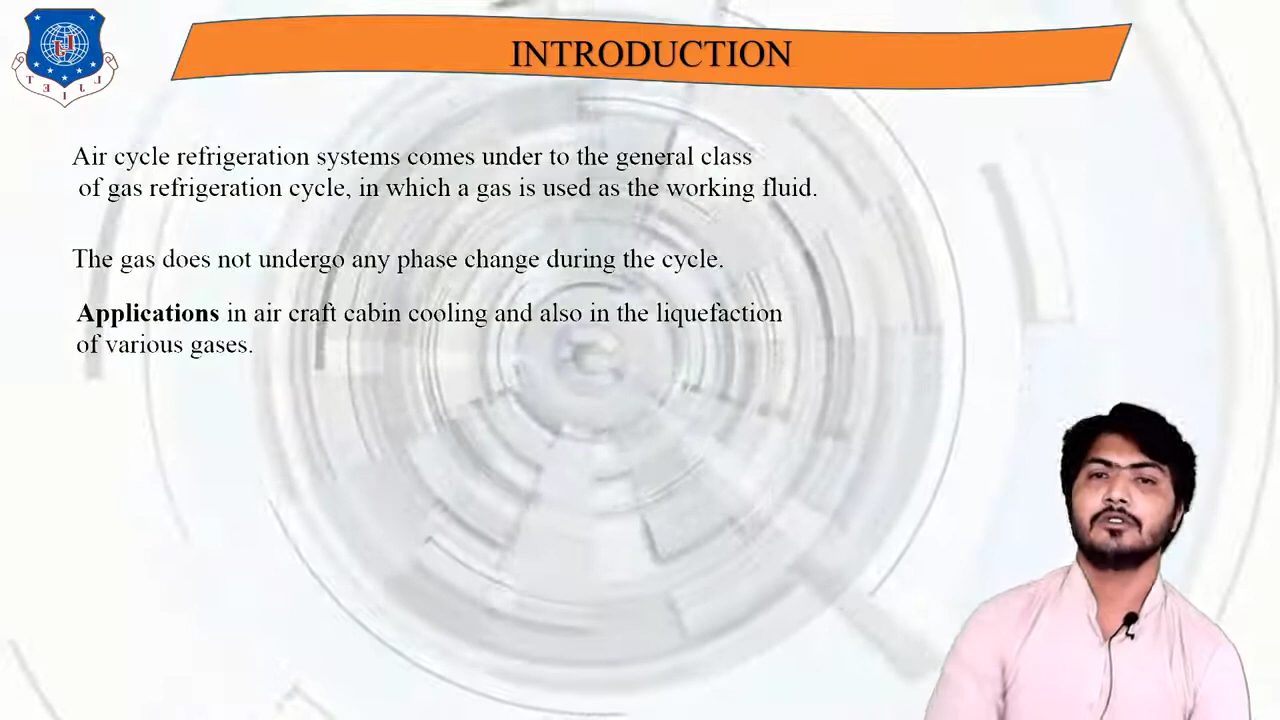 INTRODUCTION
Air cycle refrigeration systems comes under to the general class
of gas refrigeration cycle, in which a gas is used as the working fluid.
The gas does not undergo any phase change during the cycle.
Applications in air craft cabin cooling and also in the liquefaction
of various gases.